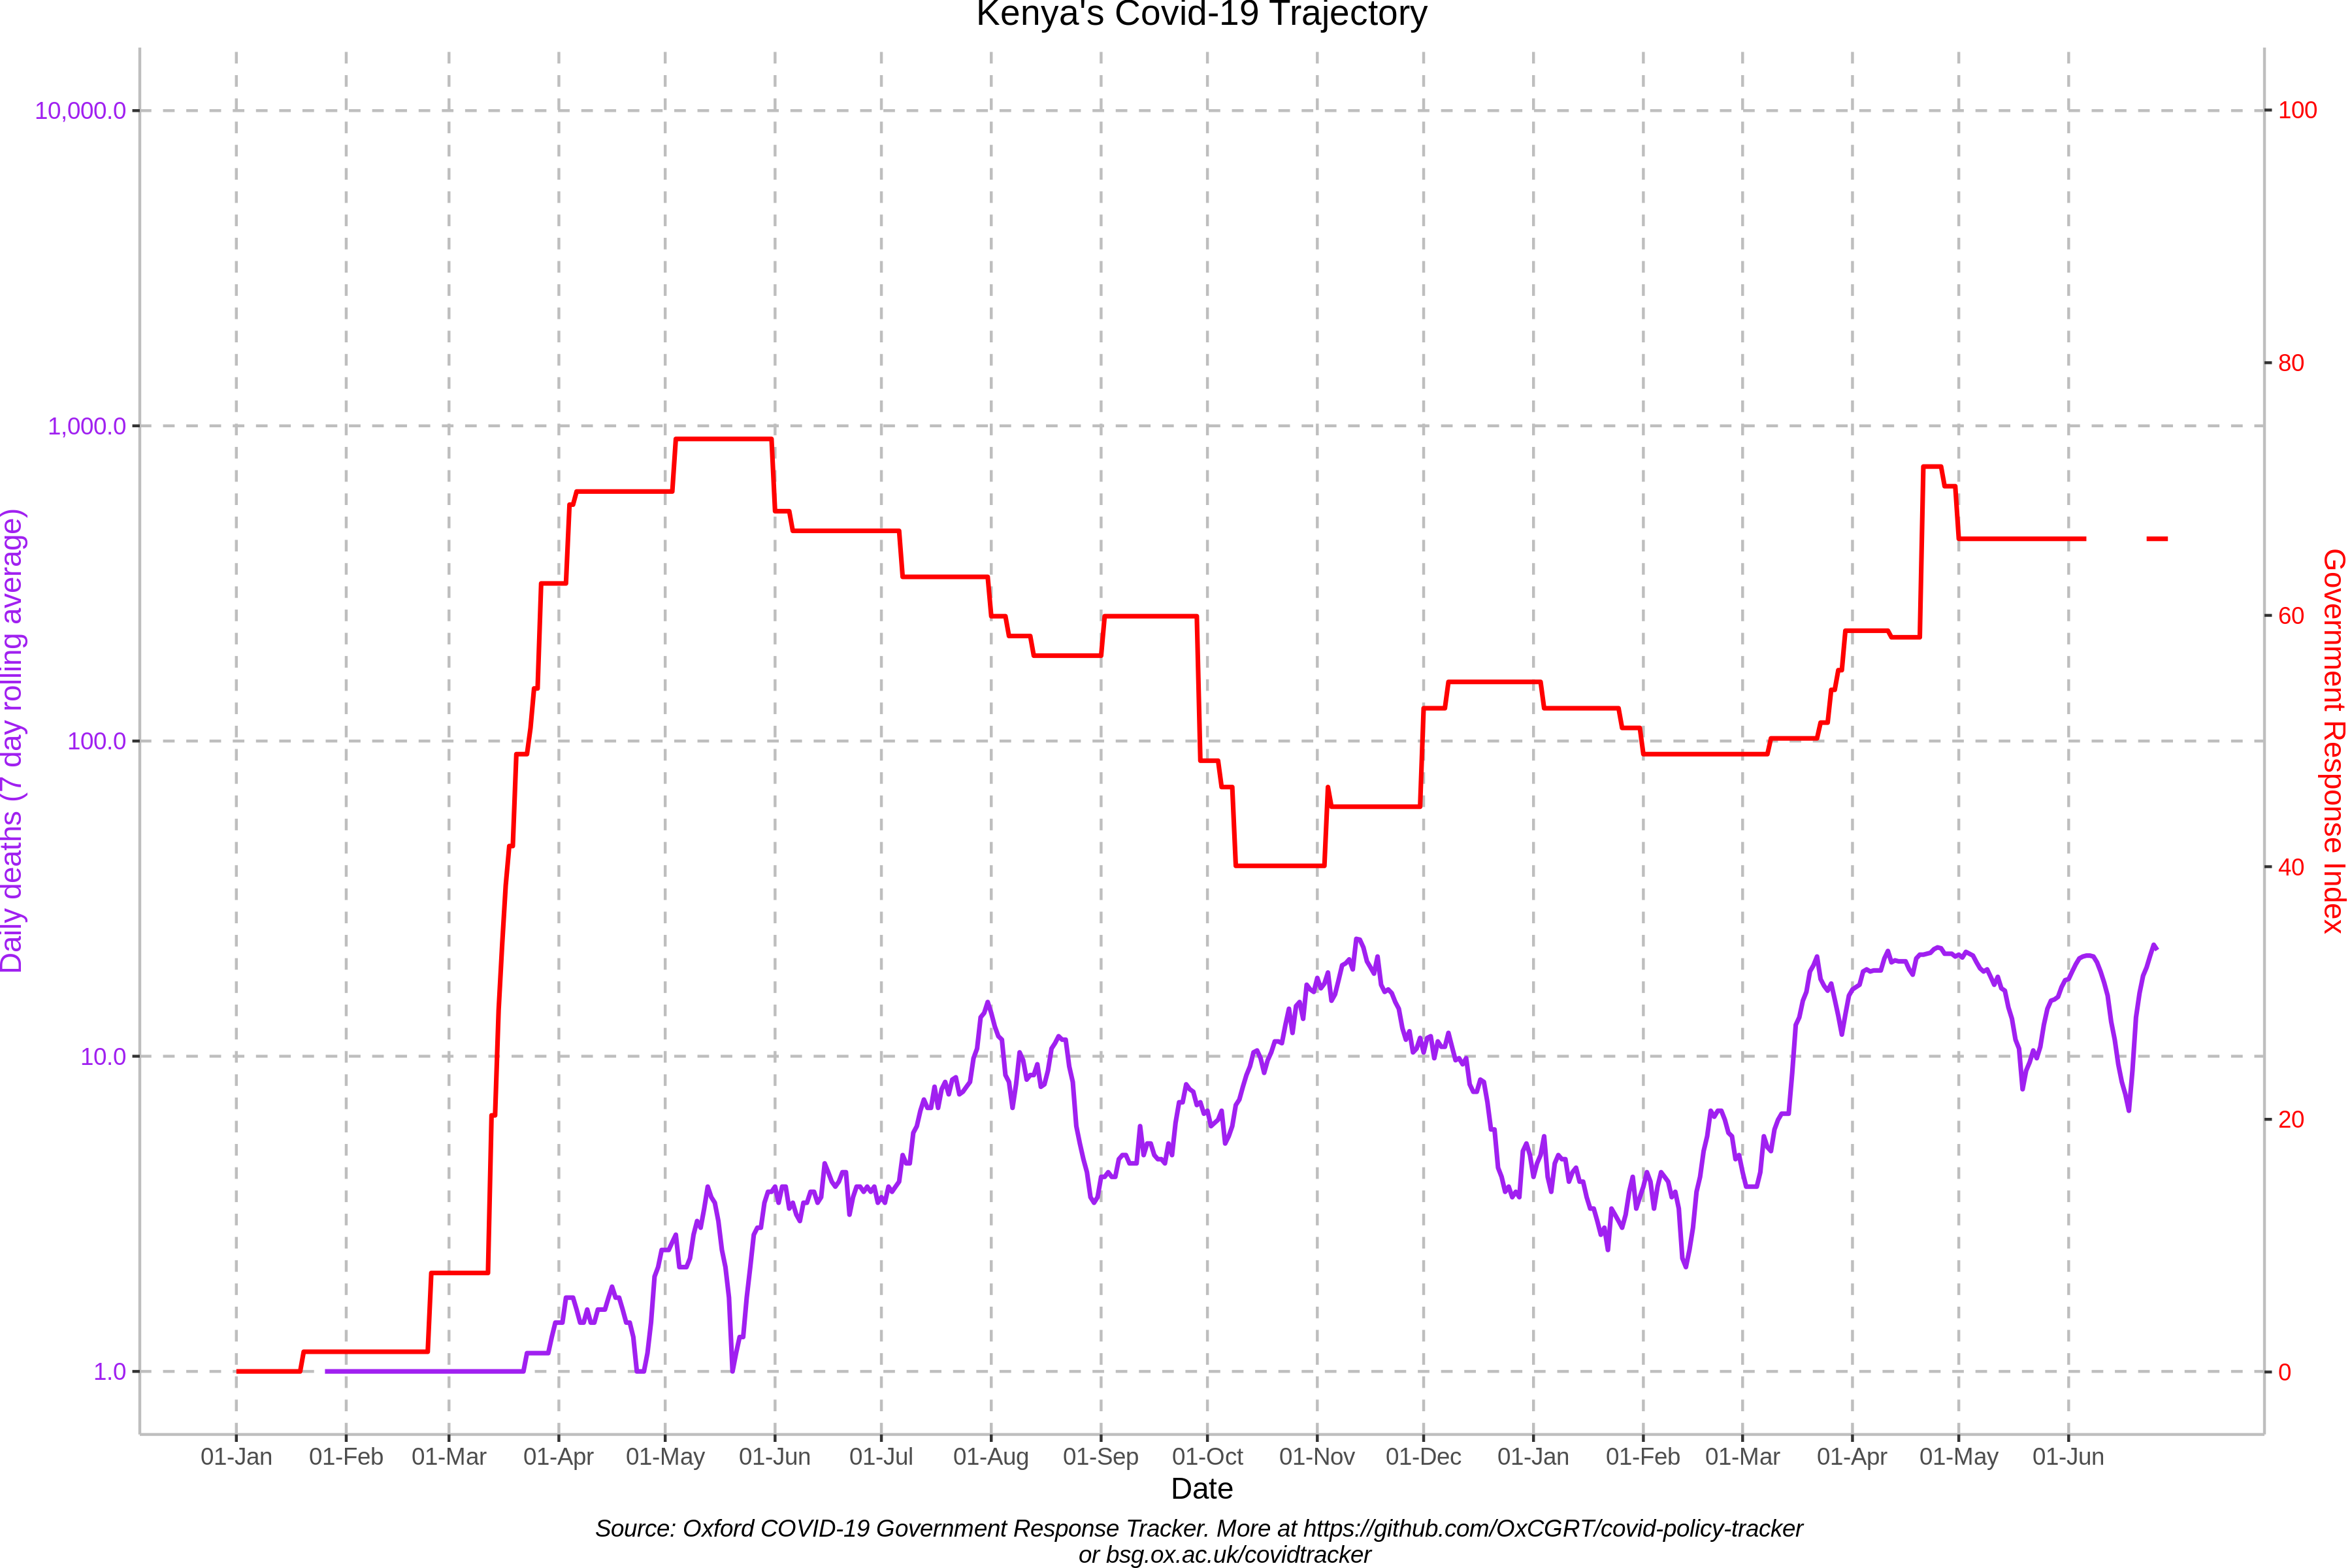 Kenya's Covid-19 Trajectory
10,000.0
1,000.0
100.0
10.0
1.0
Daily deaths (7 day rolling average)
100
80
60
40
20
0
Government Response Index
01-Jan 01-Feb 01-Mar 01-Apr 01-May 01-Jun 01-Jul 01-Aug 01-Sep 01-Oct 01-Nov 01-Dec 01-Jan 01-Feb 01-Mar 01-Apr 01-May 01-Jun
Date
Source: Oxford COVID-19 Government Response Tracker. More at https://github.com/OxCGRT/covid-policy-tracker
or bsg.ox.ac.uk/covidtracker